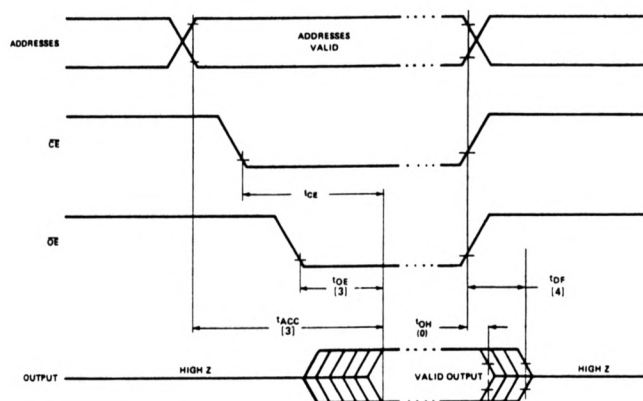 ADDRESSES
ADDRESSES
VALID
CE
tCE
OE
tOE
[3]
tDF
[4]
tACC
[3]
tOH
(0)
OUTPUT
HIGH Z
VALID OUTPUT
HIGH Z